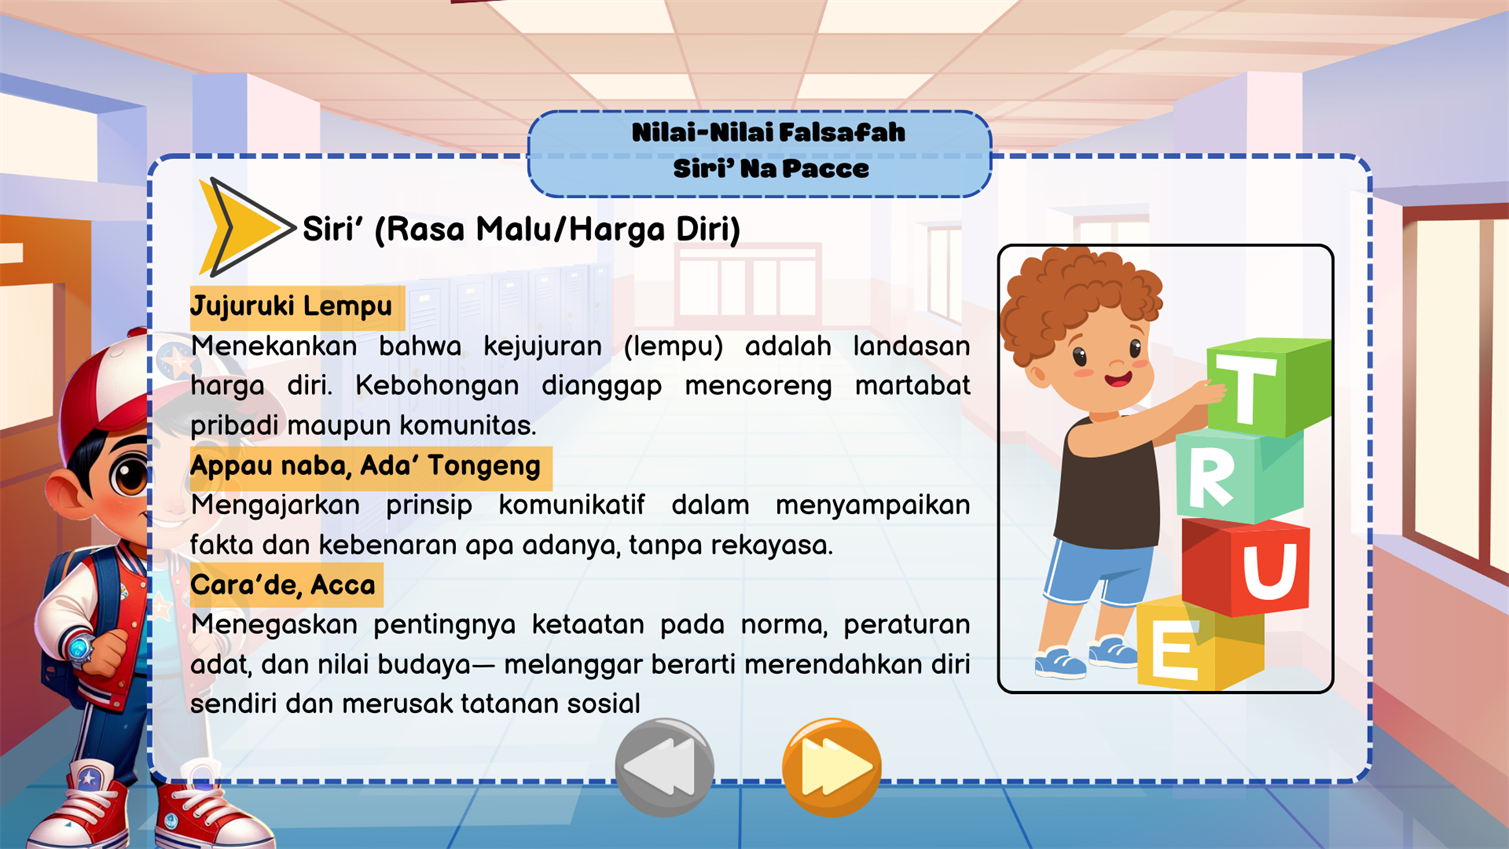 Nilai-Nilai Falsafah
Siri’ Na Pacce
Siri’ (Rasa Malu/Harga Diri)
Jujuruki Lempu
Menekankan bahwa kejujuran (lempu) adalah landasan
harga diri. Kebohongan dianggap mencoreng martabat
pribadi maupun komunitas.
Appau naba, Ada’ Tongeng
Mengajarkan prinsip komunikatif dalam menyampaikan
fakta dan kebenaran apa adanya, tanpa rekayasa.
Cara’de, Acca
Menegaskan pentingnya ketaatan pada norma, peraturan
adat, dan nilai budaya— melanggar berarti merendahkan diri
sendiri dan merusak tatanan sosial
T
R
U
E